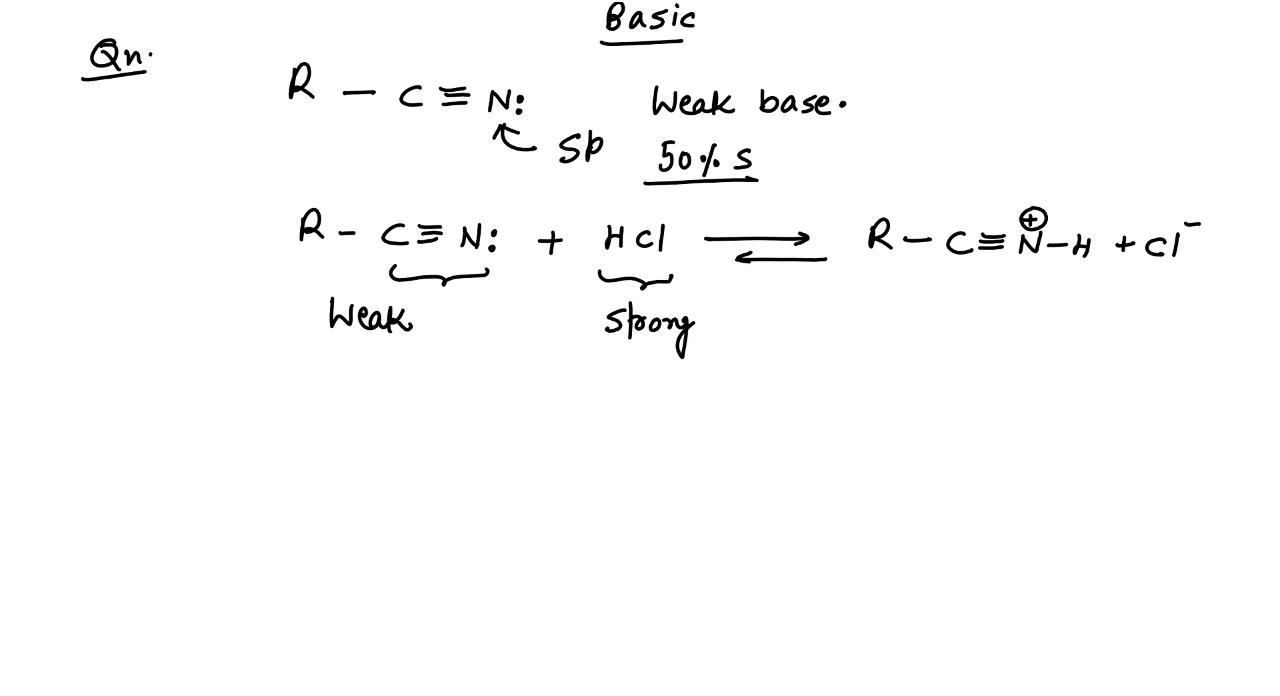 Basic
Qn.
R - C ≡ N: Weak base.
sp 50% s
R - C ≡ N: + HCl ⇌ R - C ≡ N⊕ - H + Cl⁻
Weak Strong